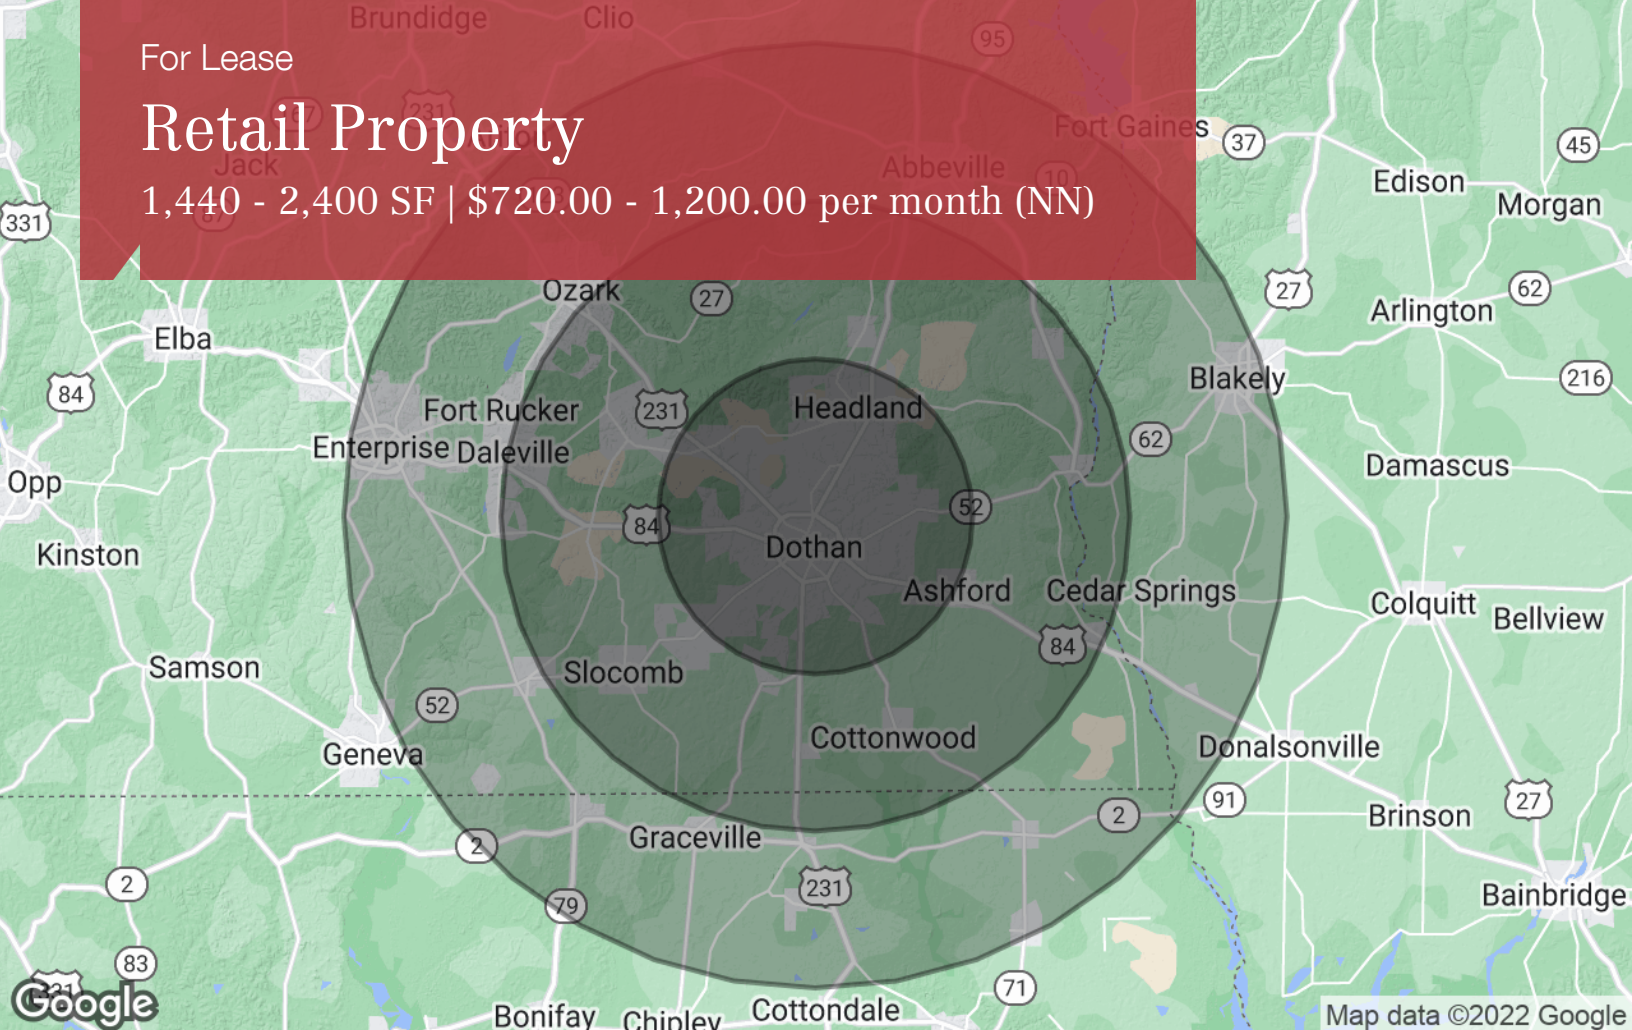 Brundidge
Clio
95
For Lease
231
Retail Property
Fort Gaines
37
45
Jack
Abbeville
10
Edison
Morgan
1,440 - 2,400 SF | $720.00 - 1,200.00 per month (NN)
331
Ozark
27
27
62
Arlington
Elba
84
Blakely
216
Fort Rucker
231
Headland
62
Enterprise
Daleville
Damascus
Opp
52
84
Dothan
Kinston
Ashford
Cedar Springs
Colquitt
Bellview
84
Samson
Slocomb
52
Geneva
Cottonwood
Donalsonville
91
27
2
Brinson
2
Graceville
2
231
Bainbridge
79
83
331
Google
71
Bonifay
Chipley
Cottondale
Map data ©2022 Google